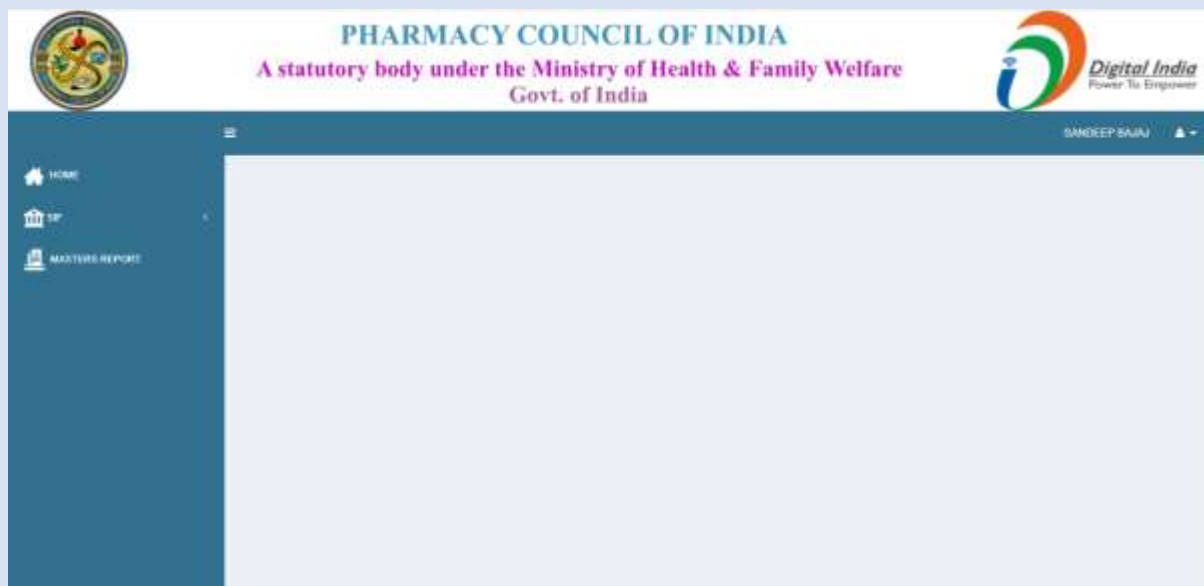 PHARMACY COUNCIL OF INDIA
A statutory body under the Ministry of Health & Family Welfare
Govt. of India
Digital India
Power To Empower
SANDEEP BAJAJ
HOME
SIF
MASTERS REPORT